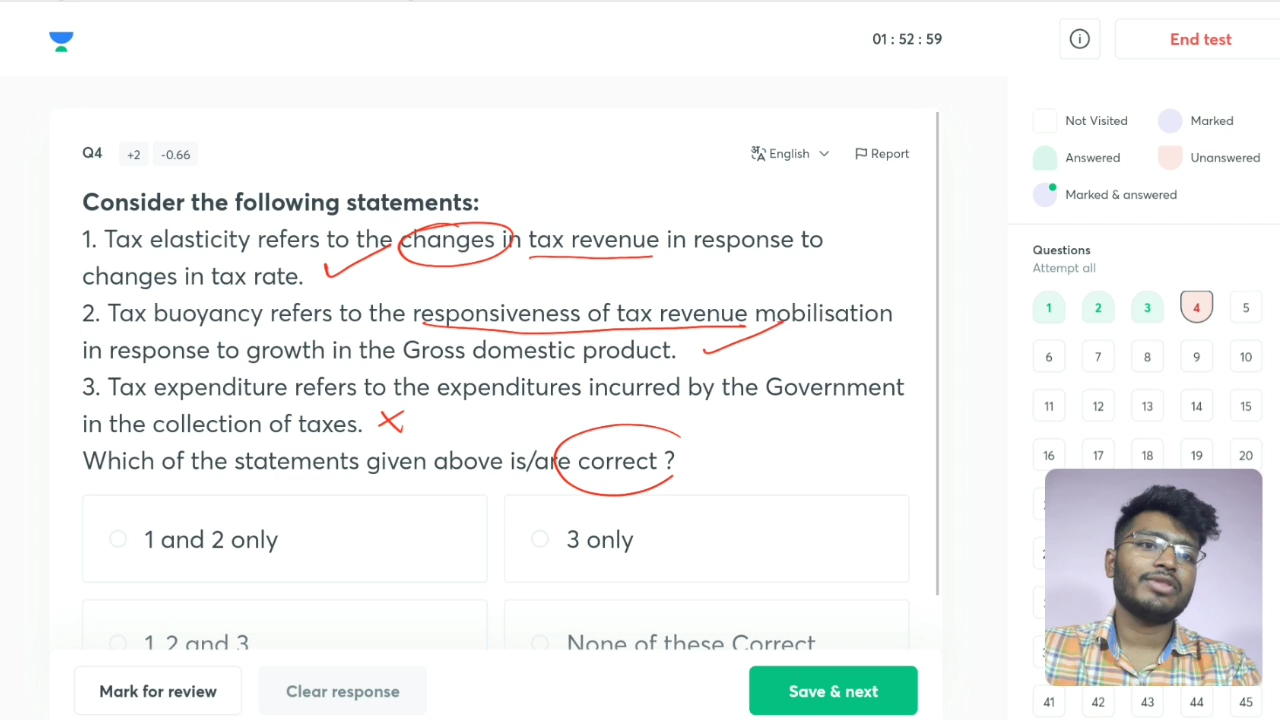 01 : 52 : 59
End test
Not Visited
Marked
Answered
Unanswered
Marked & answered
Q4 +2 -0.66
English
Report
Consider the following statements:
1. Tax elasticity refers to the changes in tax revenue in response to
changes in tax rate.
2. Tax buoyancy refers to the responsiveness of tax revenue mobilisation
in response to growth in the Gross domestic product.
3. Tax expenditure refers to the expenditures incurred by the Government
in the collection of taxes.
Which of the statements given above is/are correct ?
1 and 2 only
3 only
1, 2 and 3
None of these Correct
Mark for review
Clear response
Save & next
Questions
Attempt all
1 2 3 4 5
6 7 8 9 10
11 12 13 14 15
16 17 18 19 20
41 42 43 44 45